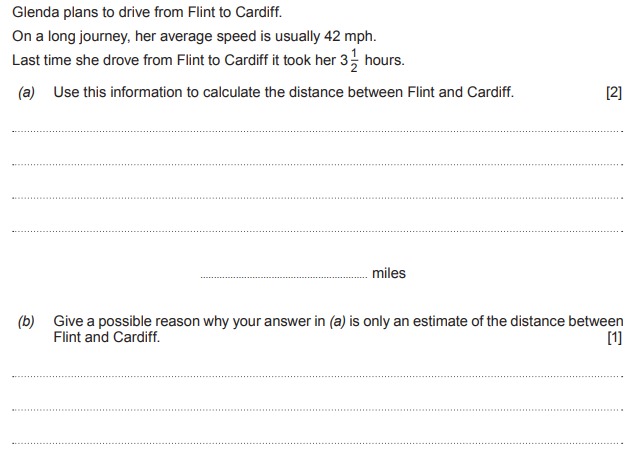 Glenda plans to drive from Flint to Cardiff.
On a long journey, her average speed is usually 42 mph.
Last time she drove from Flint to Cardiff it took her 3 1/2 hours.
(a) Use this information to calculate the distance between Flint and Cardiff. [2]
miles
(b) Give a possible reason why your answer in (a) is only an estimate of the distance between
Flint and Cardiff. [1]